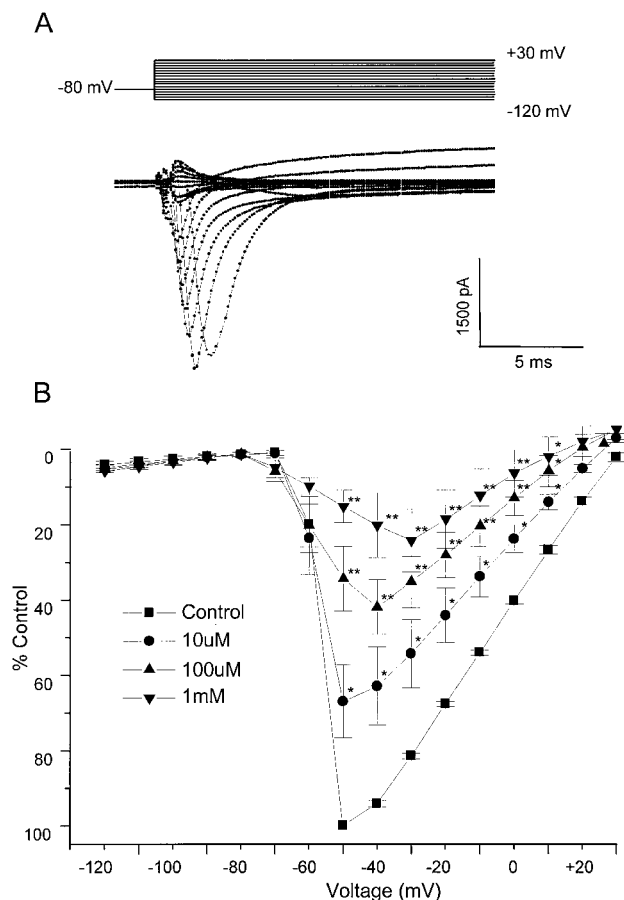 A
+30 mV
-80 mV
-120 mV
1500 pA
5 ms
B
0
20
40
60
80
100
% Control
Control
10uM
100uM
1mM
** ** ** ** ** ** *
** ** ** ** ** ** *
* * * * * * *
-120 -100 -80 -60 -40 -20 0 +20
Voltage (mV)